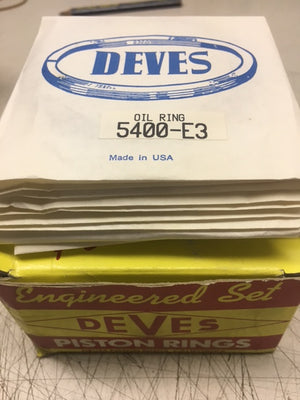 DEVES
OIL RING
5400-E3
Made in USA
Engineered Set
DEVES
PISTON RINGS